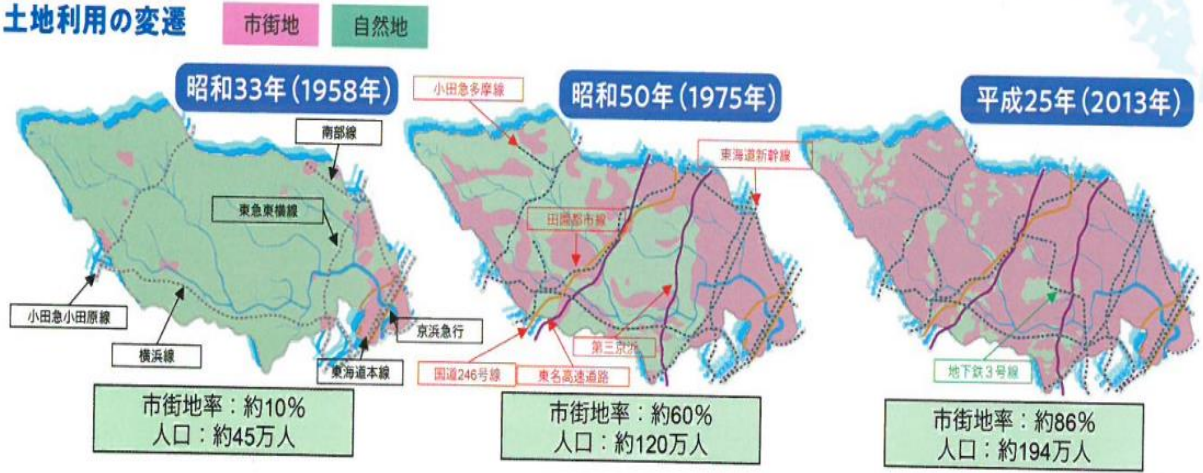 土地利用の変遷
市街地
自然地
昭和33年(1958年)
南部線
東急東横線
小田急小田原線
横浜線
京浜急行
東海道本線
市街地率:約10%
人口:約45万人
昭和50年(1975年)
小田急多摩線
東海道新幹線
田園都市線
第三京浜
国道246号線
東名高速道路
市街地率:約60%
人口:約120万人
平成25年(2013年)
地下鉄3号線
市街地率:約86%
人口:約194万人